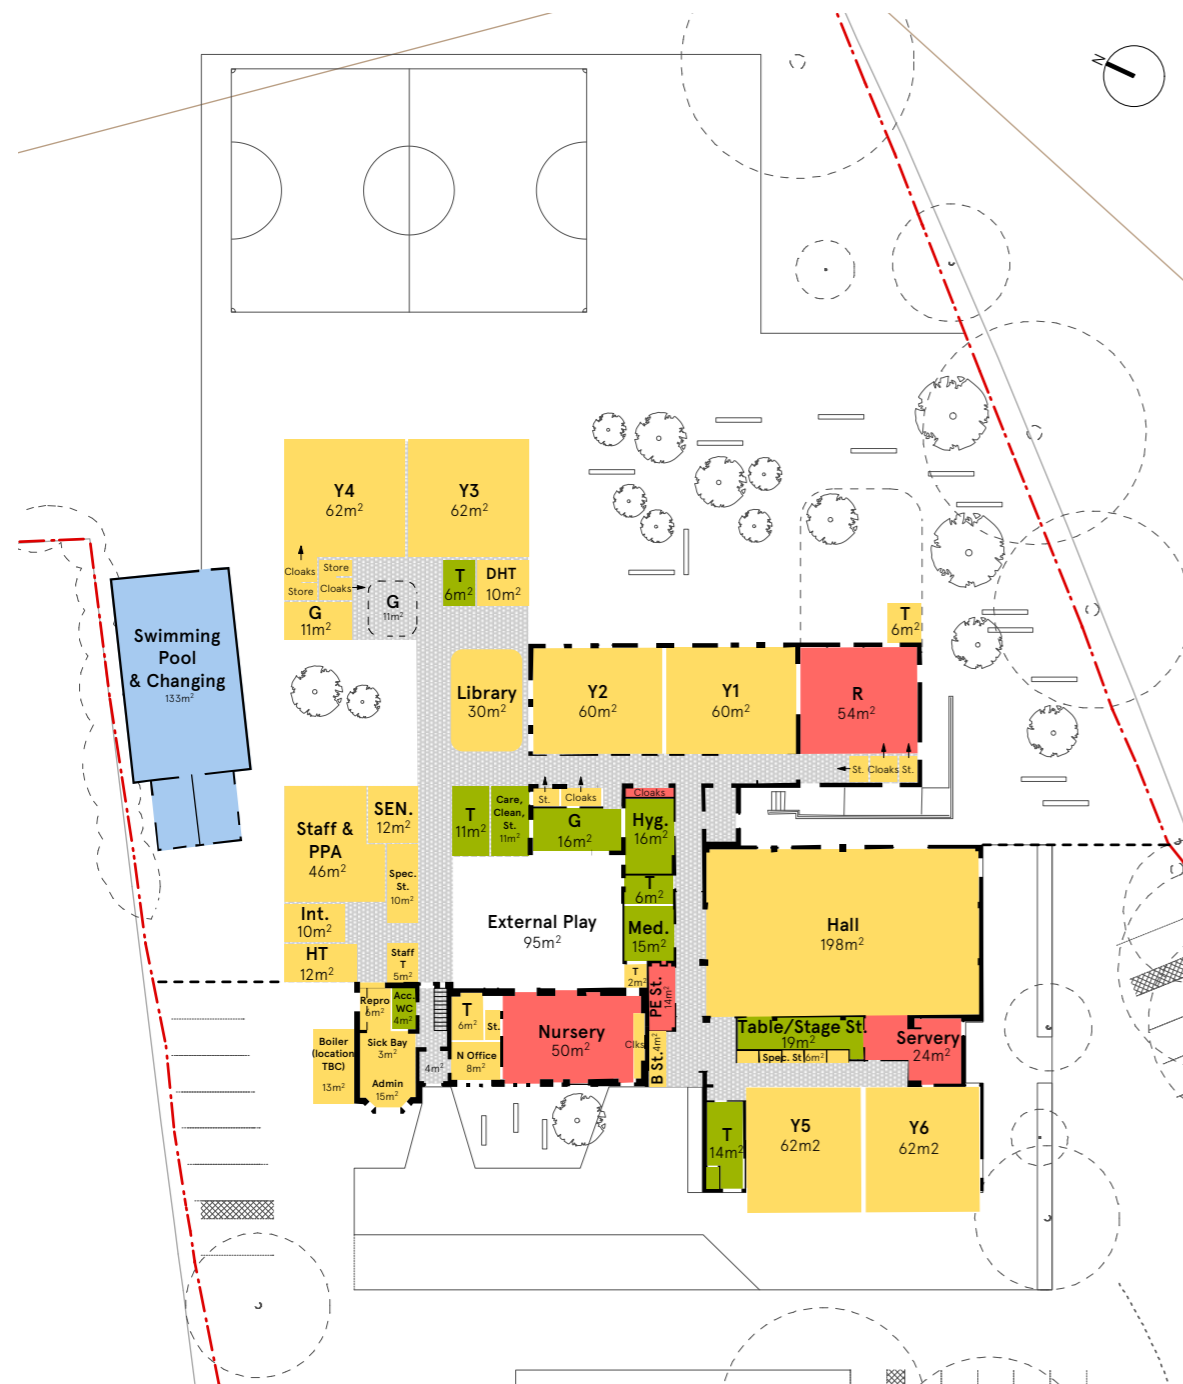 N
Y4
62m²
Y3
62m²
Cloaks
Store
Store
Cloaks
G
11m²
G
11m²
T
6m²
DHT
10m²
Swimming
Pool
& Changing
133m²
Library
30m²
Y2
60m²
Y1
60m²
R
54m²
T
6m²
St.
Cloaks
St.
Staff &
PPA
46m²
SEN.
12m²
Spec.
St.
10m²
Int.
10m²
HT
12m²
Staff
T
5m²
T
11m²
Care,
Clean,
St.
11m²
St.
Cloaks
G
16m²
Cloaks
Hyg.
16m²
T
6m²
Med.
15m²
T
2m²
PE St.
14m²
External Play
95m²
Hall
198m²
Table/Stage St.
19m²
Spec. St 6m²
Servery
24m²
Repro
6m²
Acc.
WC
4m²
Sick Bay
3m²
Admin
15m²
Boiler
(location
TBC)
13m²
4m²
T
6m²
St.
N Office
8m²
Nursery
50m²
Clks
B St. 4m²
T
14m²
Y5
62m2
Y6
62m2